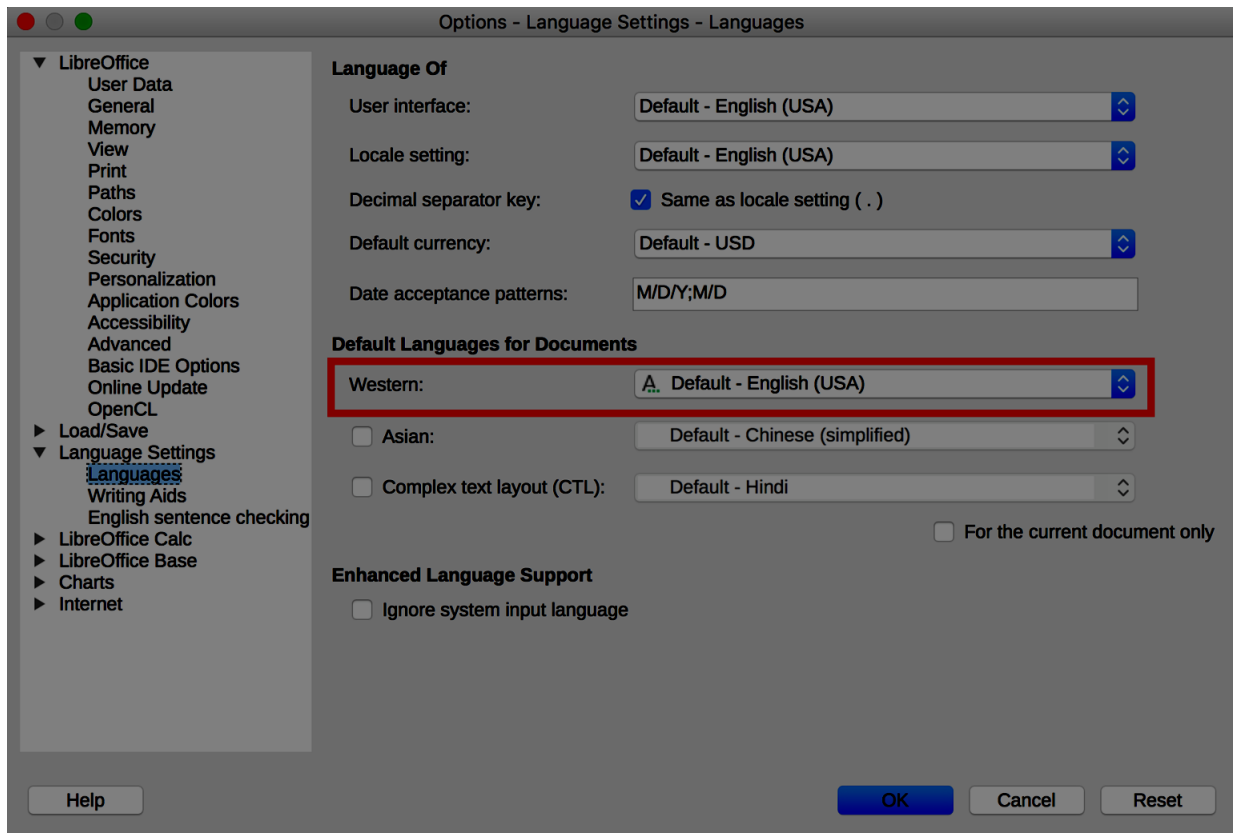 Options - Language Settings - Languages
LibreOffice
User Data
General
Memory
View
Print
Paths
Colors
Fonts
Security
Personalization
Application Colors
Accessibility
Advanced
Basic IDE Options
Online Update
OpenCL
Load/Save
Language Settings
Languages
Writing Aids
English sentence checking
LibreOffice Calc
LibreOffice Base
Charts
Internet
Language Of
User interface: Default - English (USA)
Locale setting: Default - English (USA)
Decimal separator key: Same as locale setting ( . )
Default currency: Default - USD
Date acceptance patterns: M/D/Y;M/D
Default Languages for Documents
Western: A Default - English (USA)
Asian: Default - Chinese (simplified)
Complex text layout (CTL): Default - Hindi
For the current document only
Enhanced Language Support
Ignore system input language
Help OK Cancel Reset